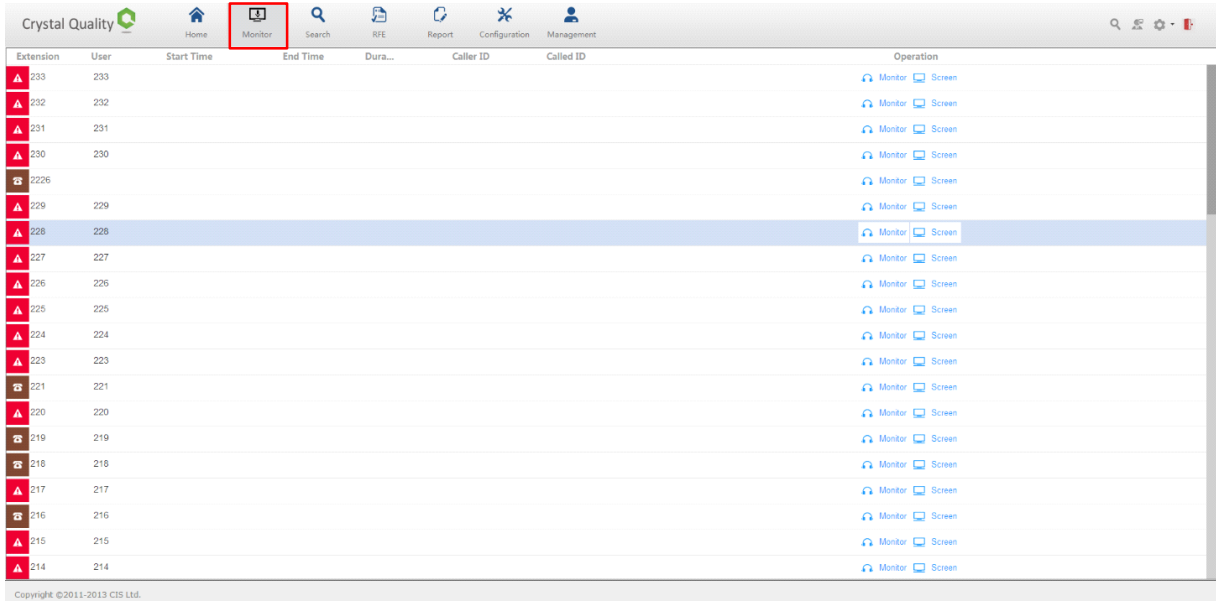 Crystal Quality
Home Monitor Search RFE Report Configuration Management
Extension User Start Time End Time Dura... Caller ID Called ID Operation
233 233 Monitor Screen
232 232 Monitor Screen
231 231 Monitor Screen
230 230 Monitor Screen
2226 Monitor Screen
229 229 Monitor Screen
228 228 Monitor Screen
227 227 Monitor Screen
226 226 Monitor Screen
225 225 Monitor Screen
224 224 Monitor Screen
223 223 Monitor Screen
221 221 Monitor Screen
220 220 Monitor Screen
219 219 Monitor Screen
218 218 Monitor Screen
217 217 Monitor Screen
216 216 Monitor Screen
215 215 Monitor Screen
214 214 Monitor Screen
Copyright ©2011-2013 CIS Ltd.